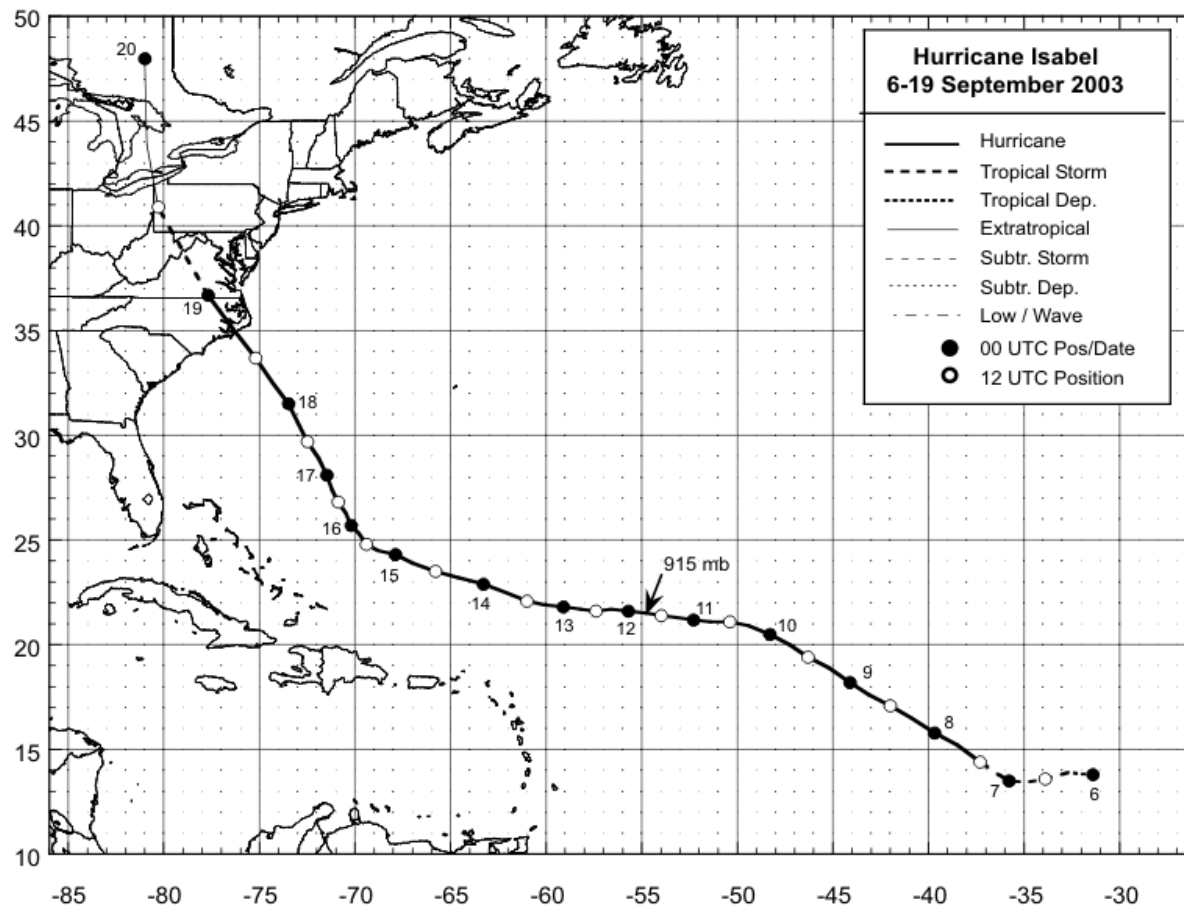 50
45
40
35
30
25
20
15
10
-85 -80 -75 -70 -65 -60 -55 -50 -45 -40 -35 -30
Hurricane Isabel
6-19 September 2003
Hurricane
Tropical Storm
Tropical Dep.
Extratropical
Subtr. Storm
Subtr. Dep.
Low / Wave
00 UTC Pos/Date
12 UTC Position
20
19
18
17
16
15
14
13
12
915 mb
11
10
9
8
7
6